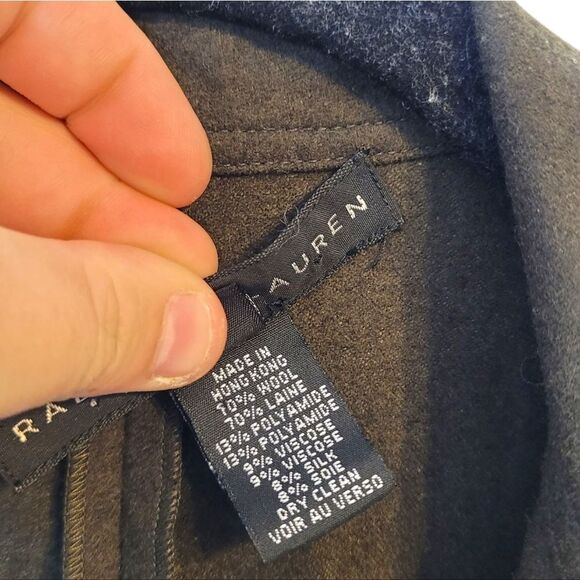 RAL
LAUREN
MADE IN
HONG KONG
70% WOOL
70% LAINE
13% POLYAMIDE
13% POLYAMIDE
9% VISCOSE
9% VISCOSE
8% SILK
8% SOIE
DRY CLEAN
VOIR AU VERSO